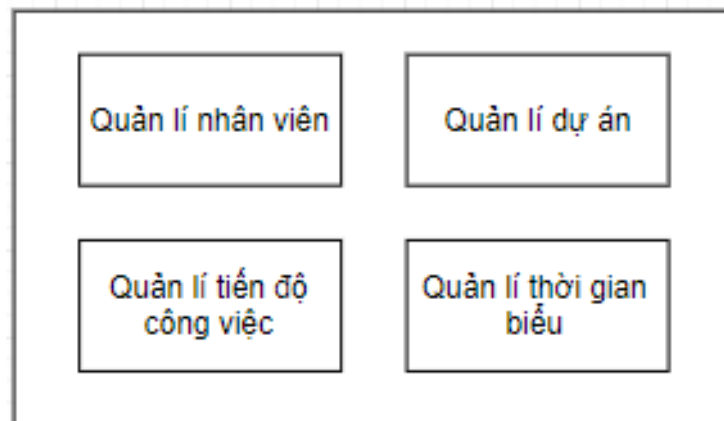 Quản lí nhân viên
Quản lí dự án
Quản lí tiến độ
công việc
Quản lí thời gian
biểu